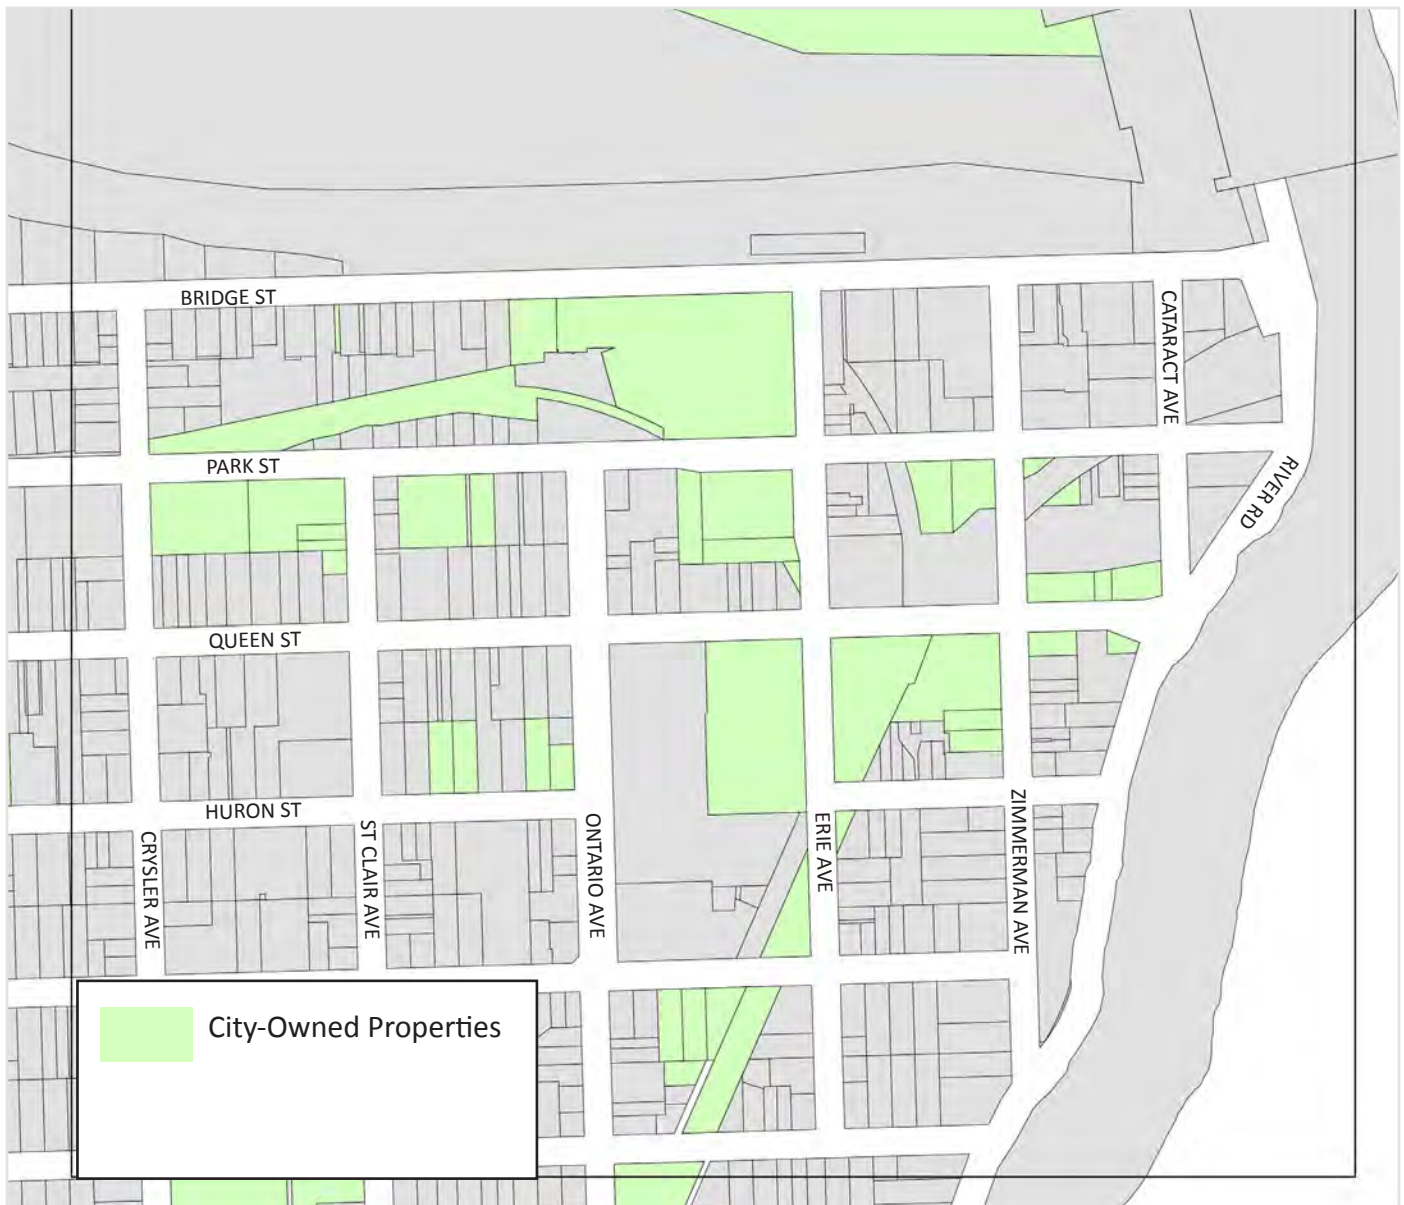 BRIDGE ST
CATARACT AVE
PARK ST
RIVER RD
QUEEN ST
HURON ST
CRYSLER AVE
ST CLAIR AVE
ONTARIO AVE
ERIE AVE
ZIMMERMAN AVE
City-Owned Properties